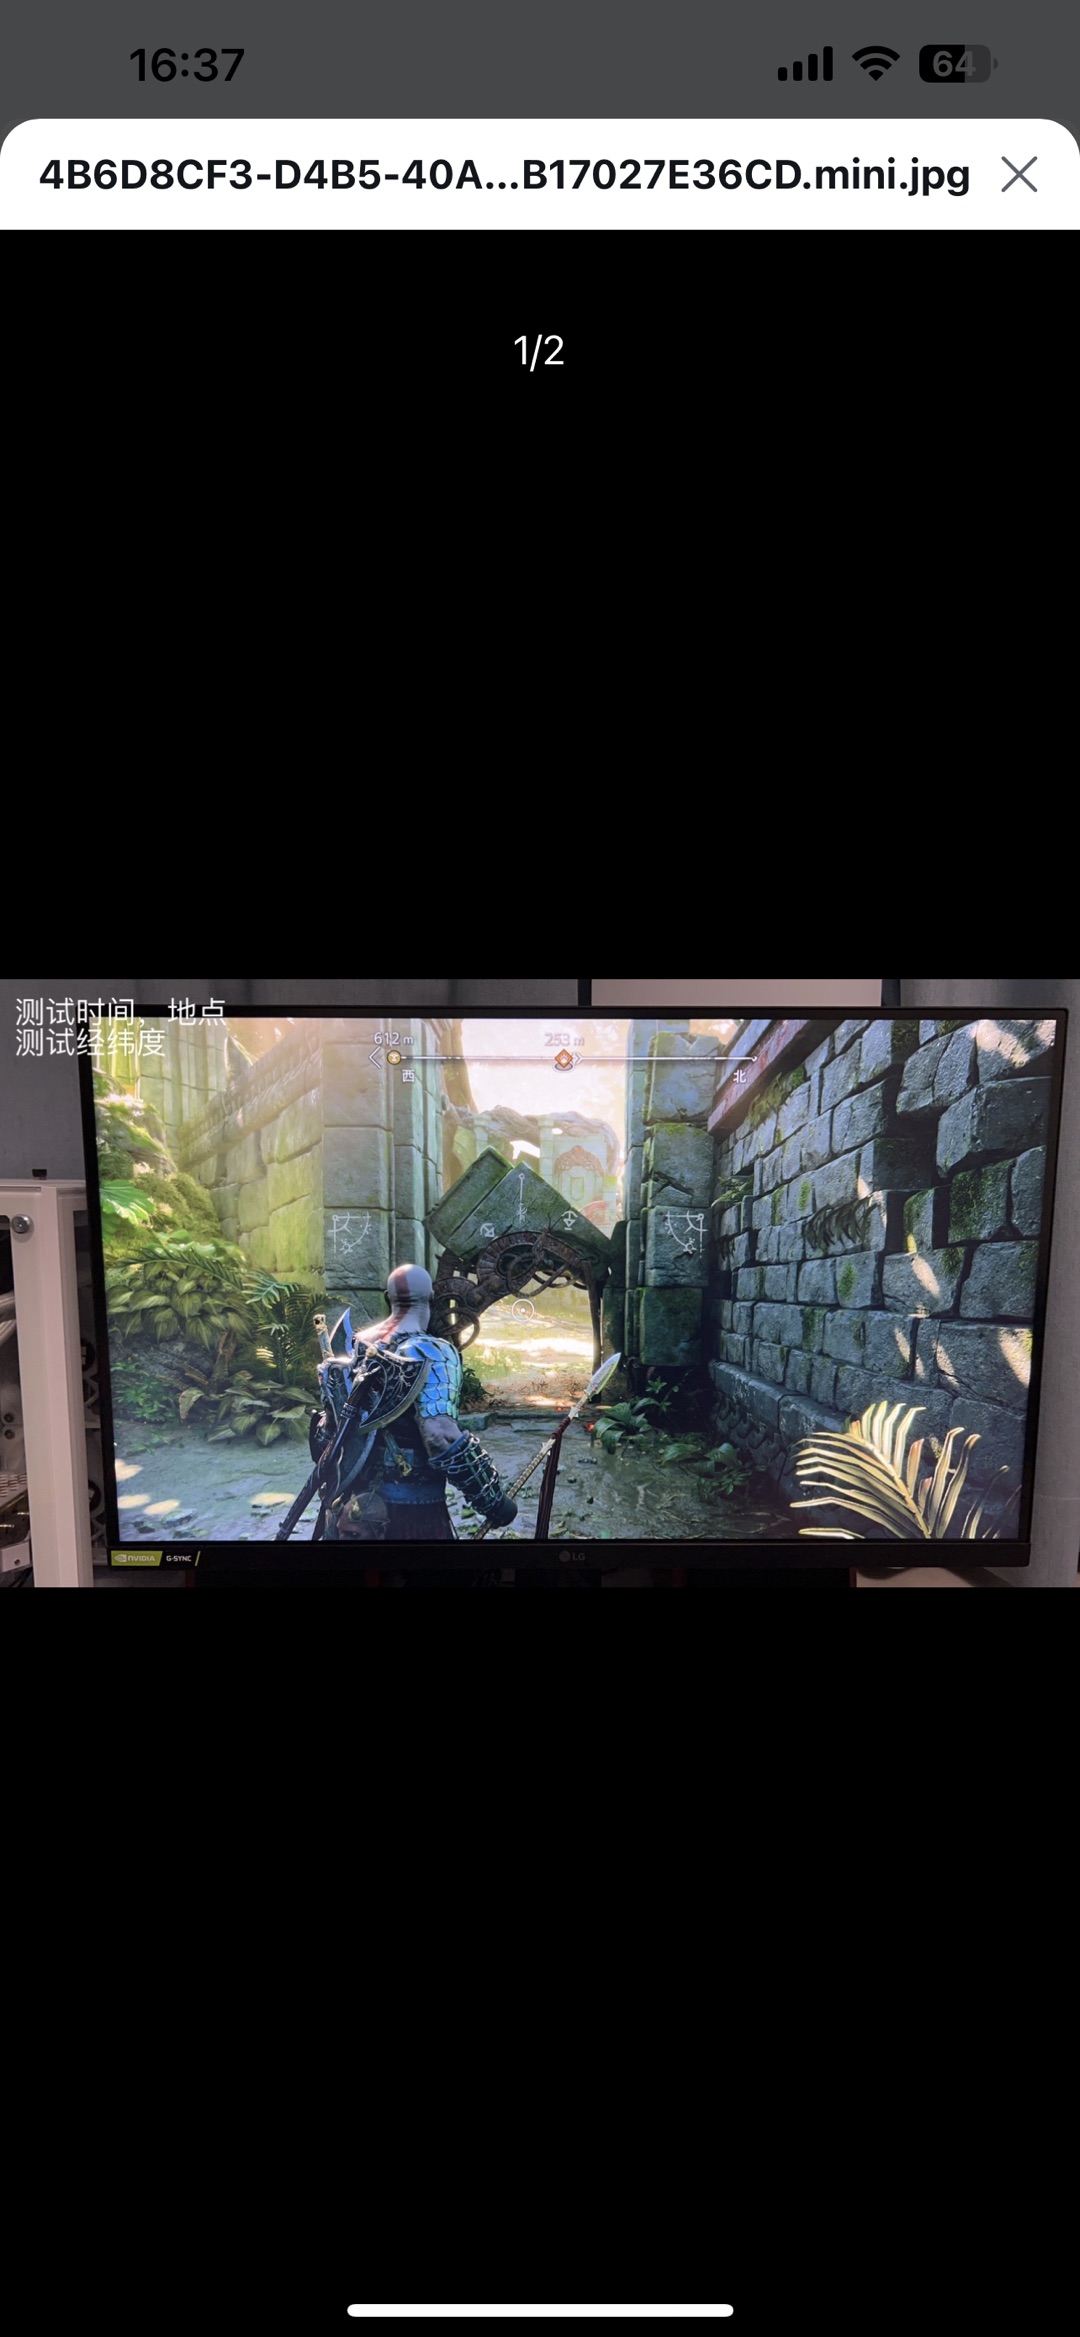 16:37
64
4B6D8CF3-D4B5-40A...B17027E36CD.mini.jpg
1/2
测试时间，地点
测试经纬度
612 m
253 m
西
北
NVIDIA G-SYNC
LG